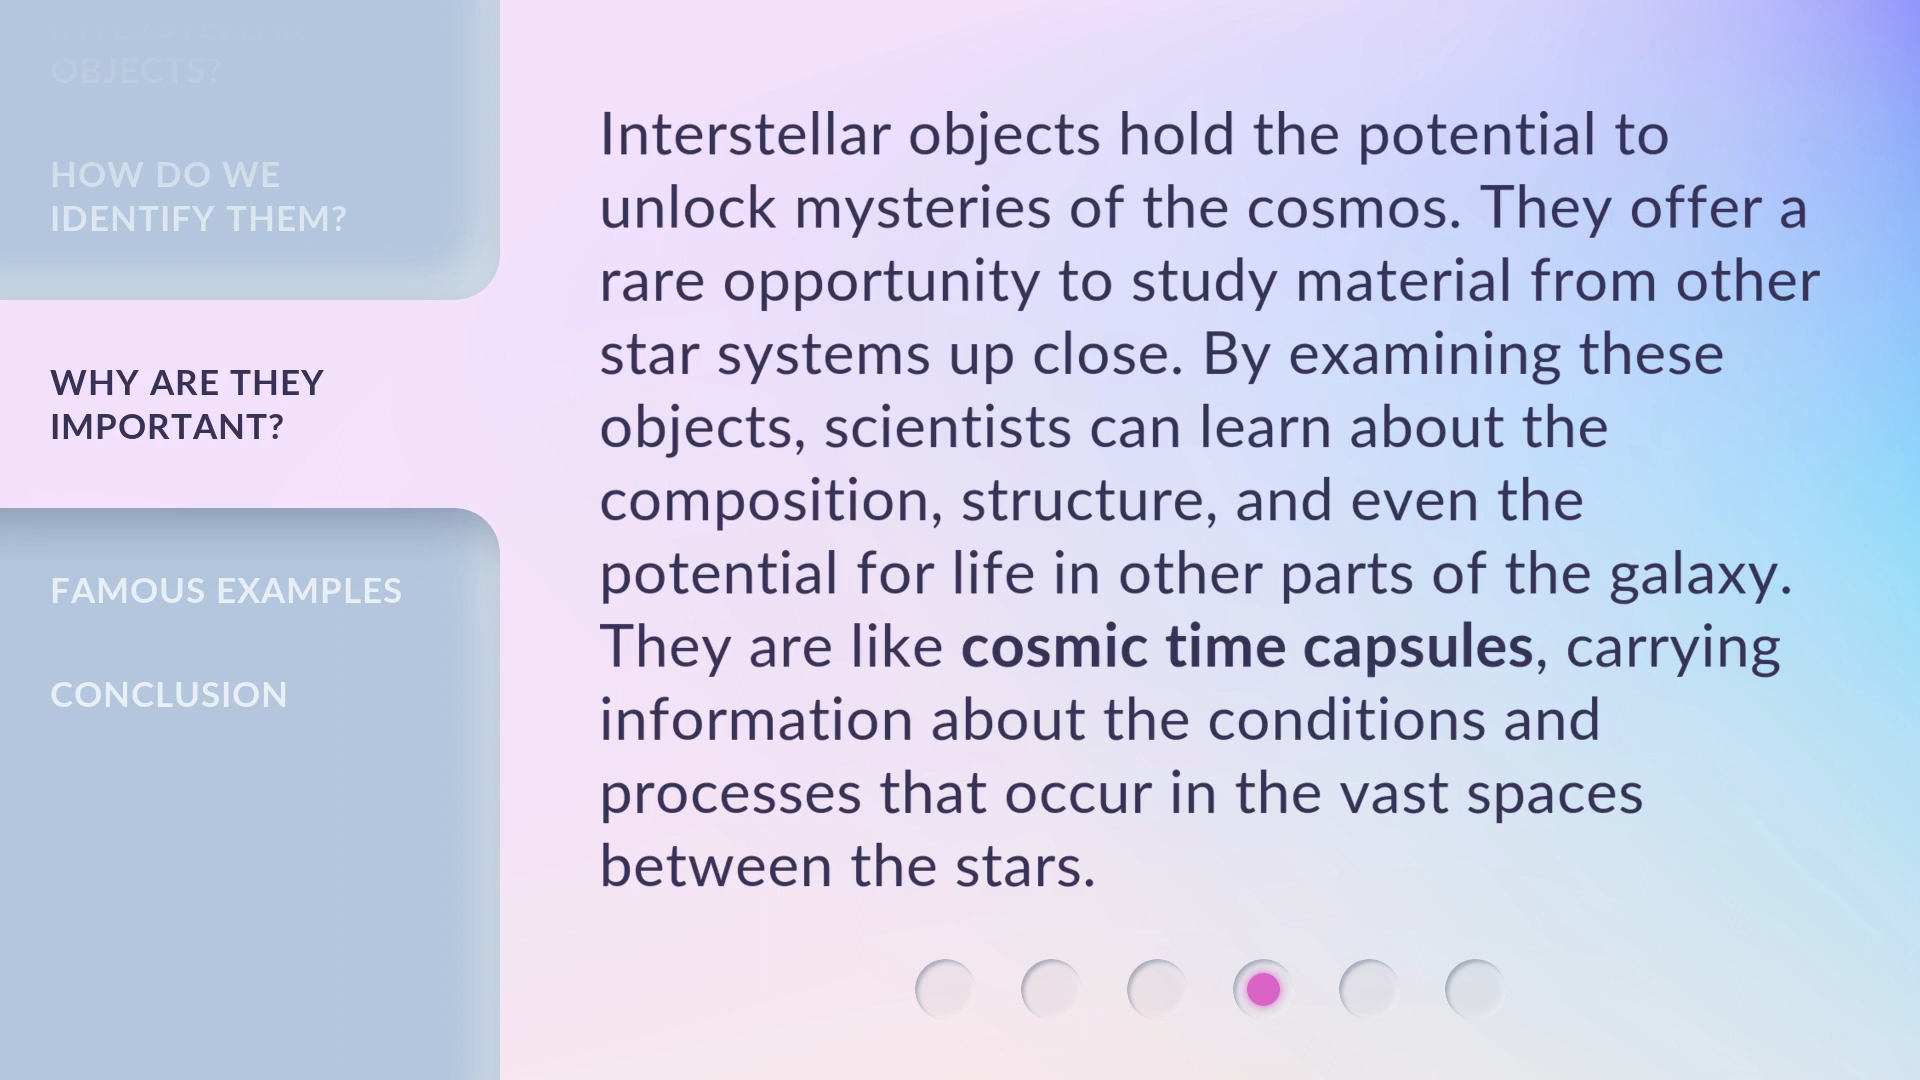 OBJECTS?
HOW DO WE
IDENTIFY THEM?
WHY ARE THEY
IMPORTANT?
FAMOUS EXAMPLES
CONCLUSION
Interstellar objects hold the potential to
unlock mysteries of the cosmos. They offer a
rare opportunity to study material from other
star systems up close. By examining these
objects, scientists can learn about the
composition, structure, and even the
potential for life in other parts of the galaxy.
They are like cosmic time capsules, carrying
information about the conditions and
processes that occur in the vast spaces
between the stars.